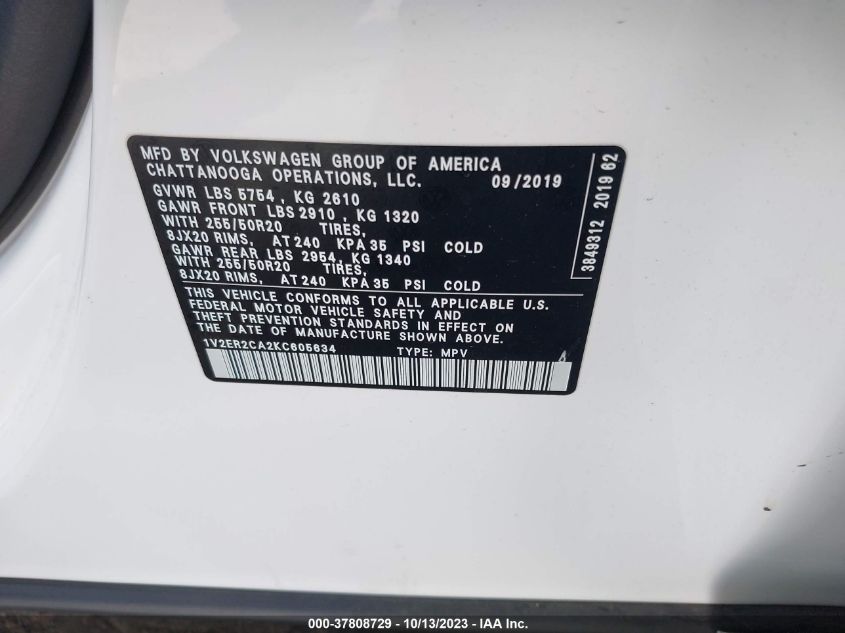 MFD BY VOLKSWAGEN GROUP OF AMERICA
CHATTANOOGA OPERATIONS, LLC. 09/2019
GVWR LBS 5754 , KG 2610
GAWR FRONT LBS 2910 , KG 1320
WITH 255/50R20 TIRES,
8JX20 RIMS, AT 240 KPA 35 PSI COLD
GAWR REAR LBS 2954, KG 1340
WITH 255/50R20 TIRES,
8JX20 RIMS, AT 240 KPA 35 PSI COLD
THIS VEHICLE CONFORMS TO ALL APPLICABLE U.S.
FEDERAL MOTOR VEHICLE SAFETY AND
THEFT PREVENTION STANDARDS IN EFFECT ON
THE DATE OF MANUFACTURE SHOWN ABOVE.
1V2ER2CA2KC605634 TYPE: MPV A
3849312 2019 62
000-37808729 - 10/13/2023 - IAA Inc.